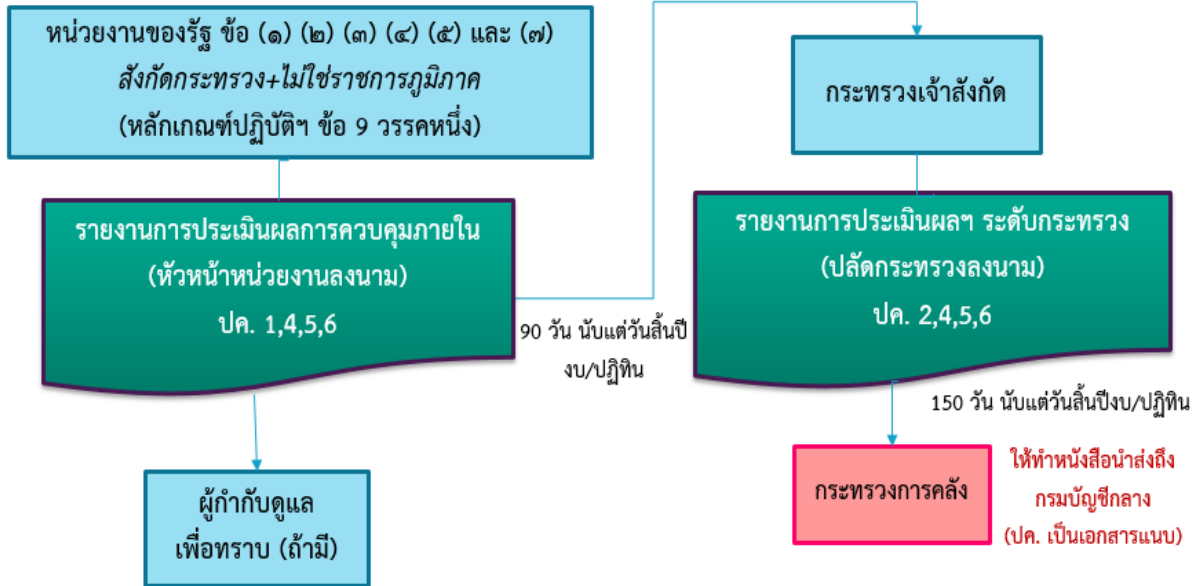 หน่วยงานของรัฐ ข้อ (๑) (๒) (๓) (๔) (๕) และ (๗)
สังกัดกระทรวง+ไม่ใช่ราชการภูมิภาค
(หลักเกณฑ์ปฏิบัติฯ ข้อ 9 วรรคหนึ่ง)
รายงานการประเมินผลการควบคุมภายใน
(หัวหน้าหน่วยงานลงนาม)
ปค. 1,4,5,6
90 วัน นับแต่วันสิ้นปี
งบ/ปฏิทิน
ผู้กำกับดูแล
เพื่อทราบ (ถ้ามี)
กระทรวงเจ้าสังกัด
รายงานการประเมินผลฯ ระดับกระทรวง
(ปลัดกระทรวงลงนาม)
ปค. 2,4,5,6
150 วัน นับแต่วันสิ้นปีงบ/ปฏิทิน
กระทรวงการคลัง
ให้ทำหนังสือนำส่งถึง
กรมบัญชีกลาง
(ปค. เป็นเอกสารแนบ)